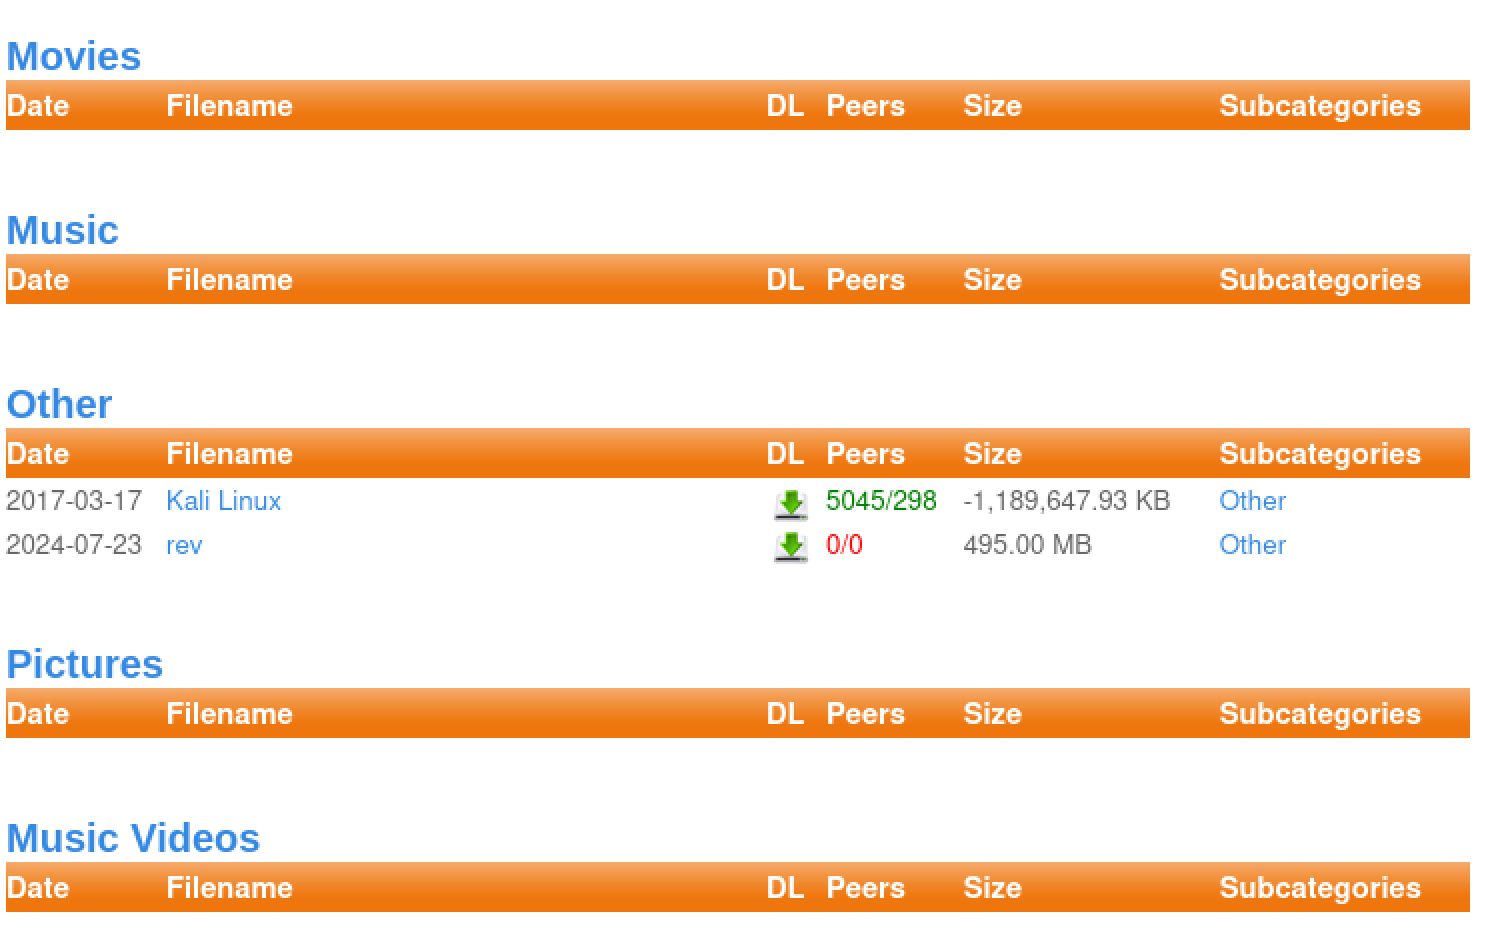 Movies
Date Filename DL Peers Size Subcategories
Music
Date Filename DL Peers Size Subcategories
Other
Date Filename DL Peers Size Subcategories
2017-03-17 Kali Linux 5045/298 -1,189,647.93 KB Other
2024-07-23 rev 0/0 495.00 MB Other
Pictures
Date Filename DL Peers Size Subcategories
Music Videos
Date Filename DL Peers Size Subcategories